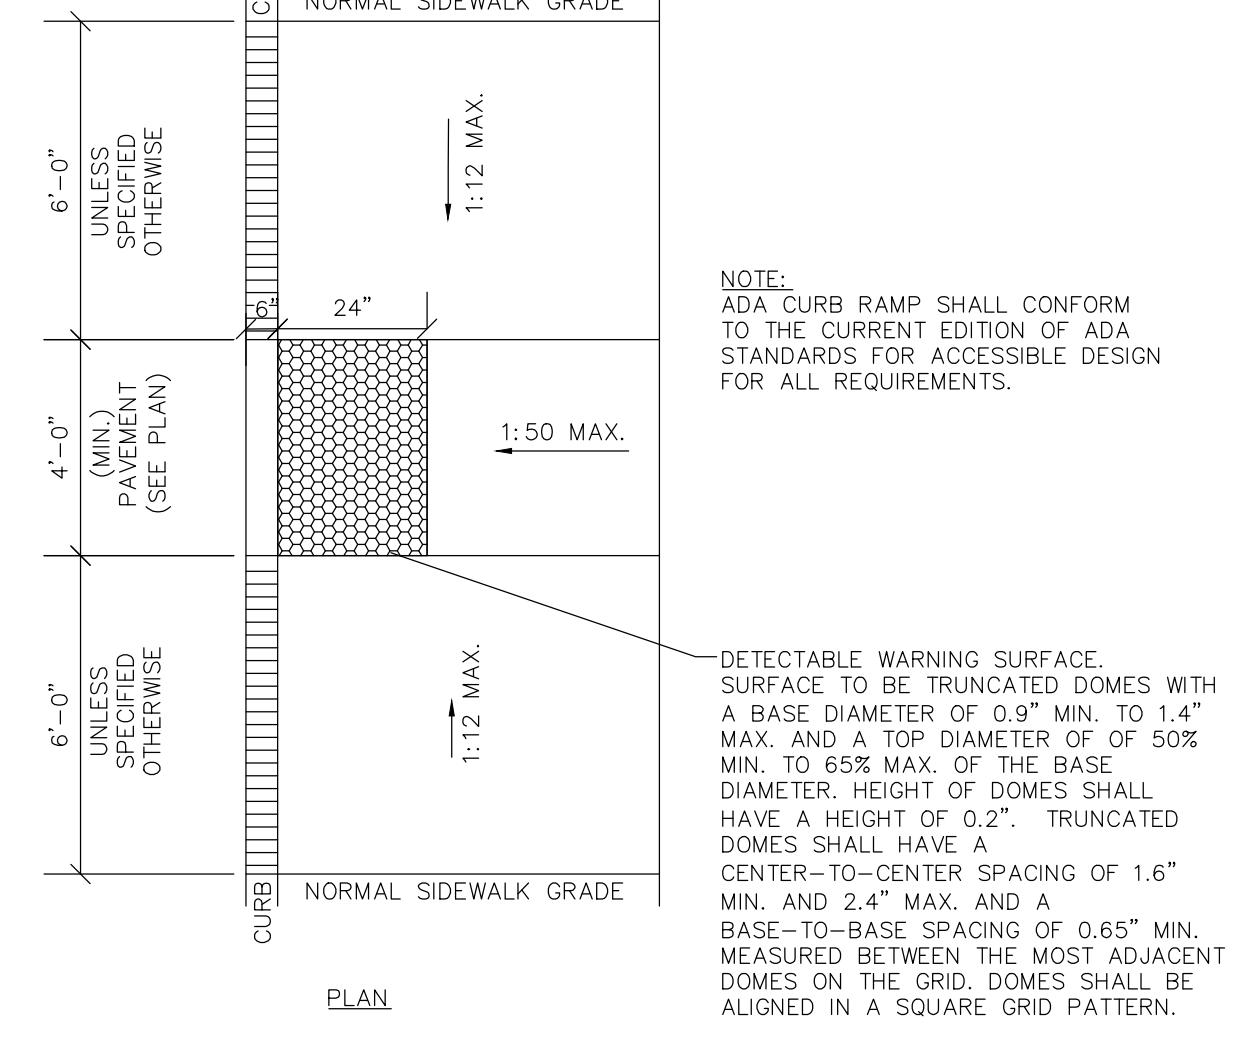 NORMAL SIDEWALK GRADE
6'-0"
UNLESS
SPECIFIED
OTHERWISE
1:12 MAX.
6"
24"
NOTE:
ADA CURB RAMP SHALL CONFORM
TO THE CURRENT EDITION OF ADA
STANDARDS FOR ACCESSIBLE DESIGN
FOR ALL REQUIREMENTS.
4'-0"
(MIN.)
PAVEMENT
(SEE PLAN)
1:50 MAX.
6'-0"
UNLESS
SPECIFIED
OTHERWISE
1:12 MAX.
DETECTABLE WARNING SURFACE.
SURFACE TO BE TRUNCATED DOMES WITH
A BASE DIAMETER OF 0.9" MIN. TO 1.4"
MAX. AND A TOP DIAMETER OF OF 50%
MIN. TO 65% MAX. OF THE BASE
DIAMETER. HEIGHT OF DOMES SHALL
HAVE A HEIGHT OF 0.2". TRUNCATED
DOMES SHALL HAVE A
CENTER-TO-CENTER SPACING OF 1.6"
MIN. AND 2.4" MAX. AND A
BASE-TO-BASE SPACING OF 0.65" MIN.
MEASURED BETWEEN THE MOST ADJACENT
DOMES ON THE GRID. DOMES SHALL BE
ALIGNED IN A SQUARE GRID PATTERN.
CURB
NORMAL SIDEWALK GRADE
PLAN